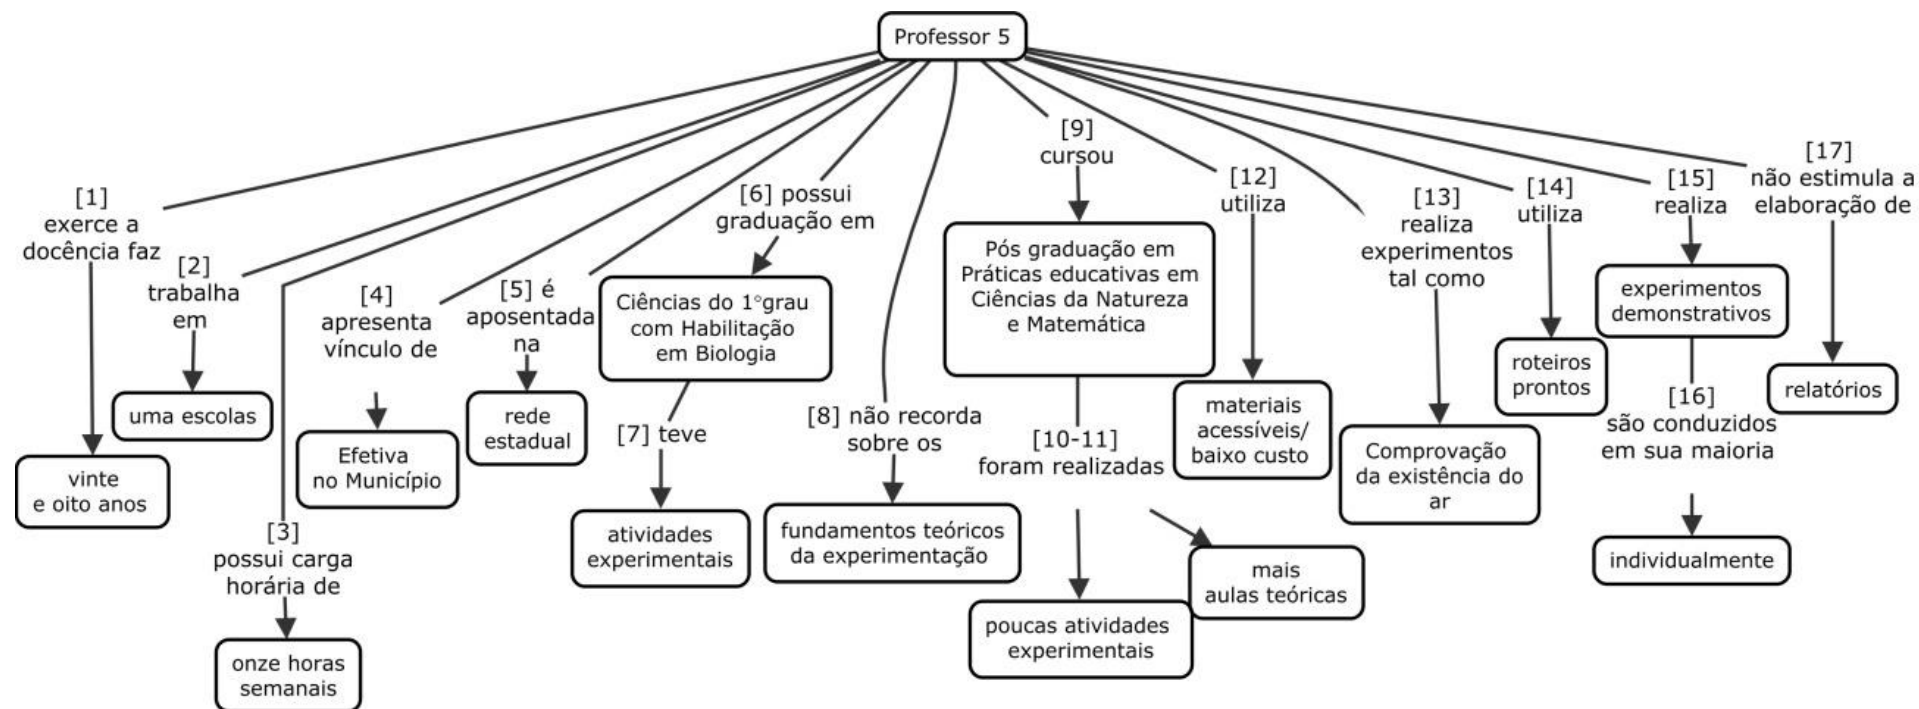 Professor 5
[1]
exerce a
docência faz
vinte
e oito anos
[2]
trabalha
em
uma escolas
[3]
possui carga
horária de
onze horas
semanais
[4]
apresenta
vínculo de
Efetiva
no Município
[5] é
aposentada
na
rede
estadual
[6] possui
graduação em
Ciências do 1°grau
com Habilitação
em Biologia
[7] teve
atividades
experimentais
[8] não recorda
sobre os
fundamentos teóricos
da experimentação
[9]
cursou
Pós graduação em
Práticas educativas em
Ciências da Natureza
e Matemática
[10-11]
foram realizadas
poucas atividades
experimentais
mais
aulas teóricas
[12]
utiliza
materiais
acessíveis/
baixo custo
[13]
realiza
experimentos
tal como
Comprovação
da existência do
ar
[14]
utiliza
roteiros
prontos
[15]
realiza
experimentos
demonstrativos
[16]
são conduzidos
em sua maioria
individualmente
[17]
não estimula a
elaboração de
relatórios